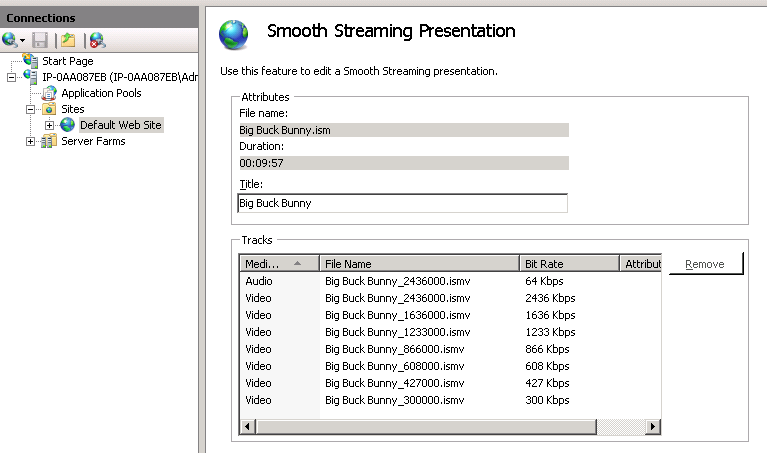 Connections
Smooth Streaming Presentation
Start Page
IP-0AA087EB (IP-0AA087EB\Adr
Application Pools
Sites
Default Web Site
Server Farms
Use this feature to edit a Smooth Streaming presentation.
Attributes
File name:
Big Buck Bunny.ism
Duration:
00:09:57
Title:
Big Buck Bunny
Tracks
Medi... File Name Bit Rate Attribut
Audio Big Buck Bunny_2436000.ismv 64 Kbps
Video Big Buck Bunny_2436000.ismv 2436 Kbps
Video Big Buck Bunny_1636000.ismv 1636 Kbps
Video Big Buck Bunny_1233000.ismv 1233 Kbps
Video Big Buck Bunny_866000.ismv 866 Kbps
Video Big Buck Bunny_608000.ismv 608 Kbps
Video Big Buck Bunny_427000.ismv 427 Kbps
Video Big Buck Bunny_300000.ismv 300 Kbps
Remove